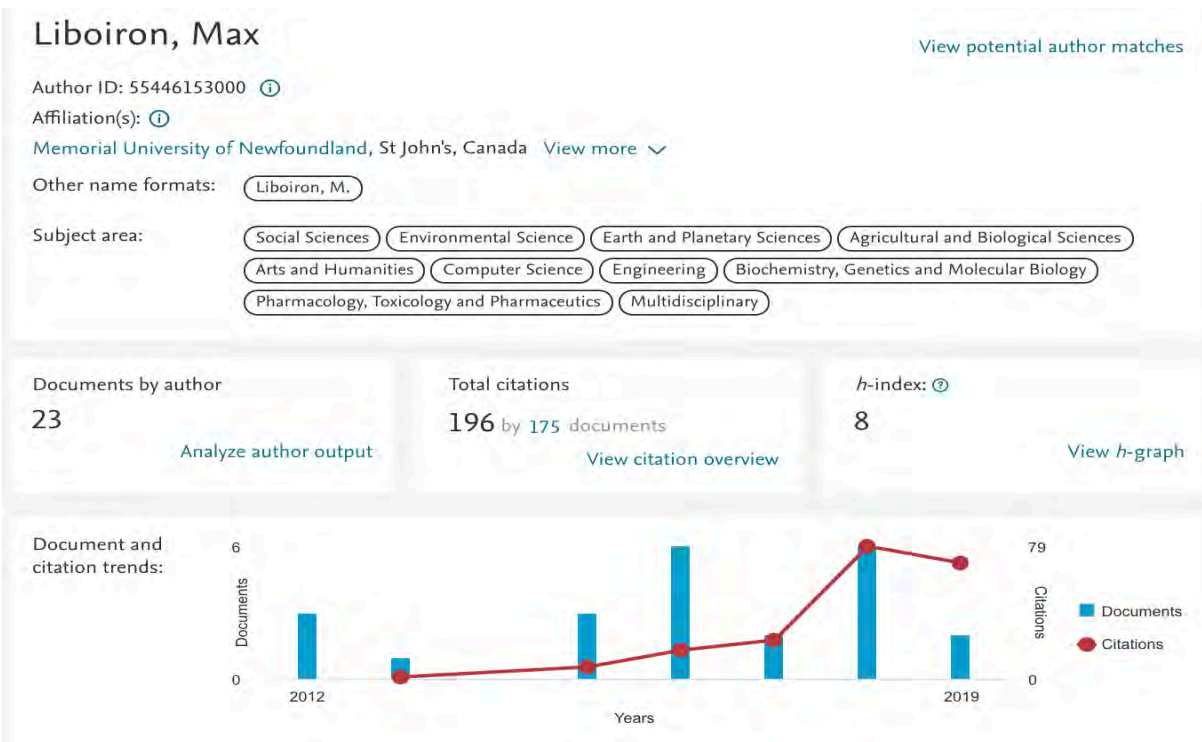 Liboiron, Max
View potential author matches
Author ID: 55446153000
Affiliation(s):
Memorial University of Newfoundland, St John's, Canada View more
Other name formats: Liboiron, M.
Subject area: Social Sciences Environmental Science Earth and Planetary Sciences Agricultural and Biological Sciences
Arts and Humanities Computer Science Engineering Biochemistry, Genetics and Molecular Biology
Pharmacology, Toxicology and Pharmaceutics Multidisciplinary
Documents by author
23
Analyze author output
Total citations
196 by 175 documents
View citation overview
h-index:
8
View h-graph
Document and
citation trends:
6
0
Documents
2012
2019
Years
79
0
Citations
Documents
Citations